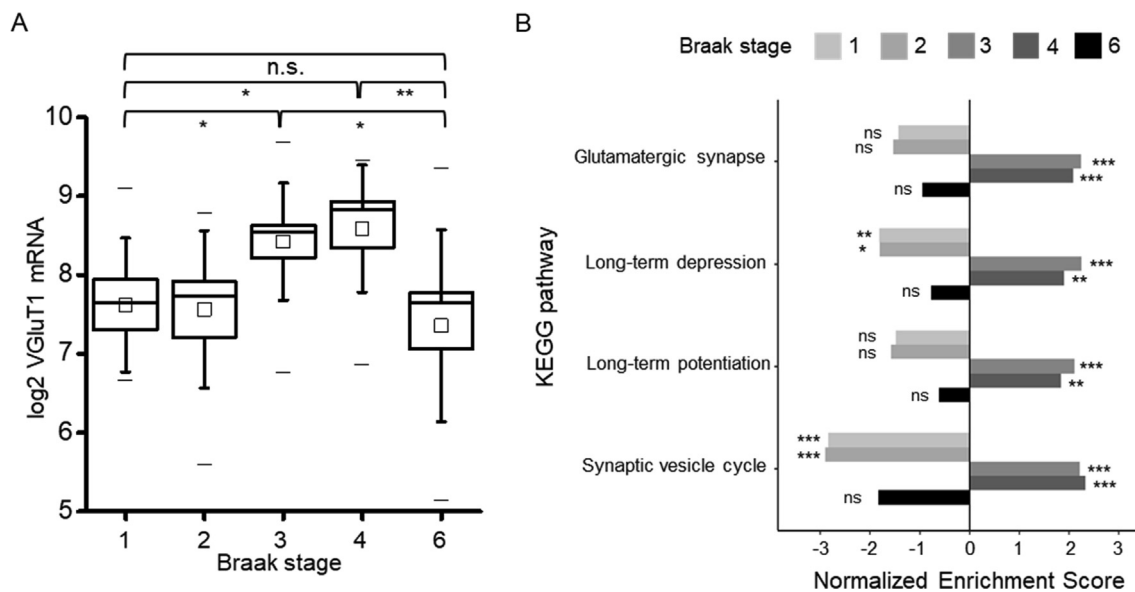 A
n.s.
*
**
*
*
10
9
8
7
6
5
log2 VGluT1 mRNA
1 2 3 4 6
Braak stage
B
Braak stage 1 2 3 4 6
KEGG pathway
Glutamatergic synapse
ns
ns
***
***
ns
Long-term depression
**
*
***
**
ns
Long-term potentiation
ns
ns
***
**
ns
Synaptic vesicle cycle
***
***
***
***
ns
-3 -2 -1 0 1 2 3
Normalized Enrichment Score